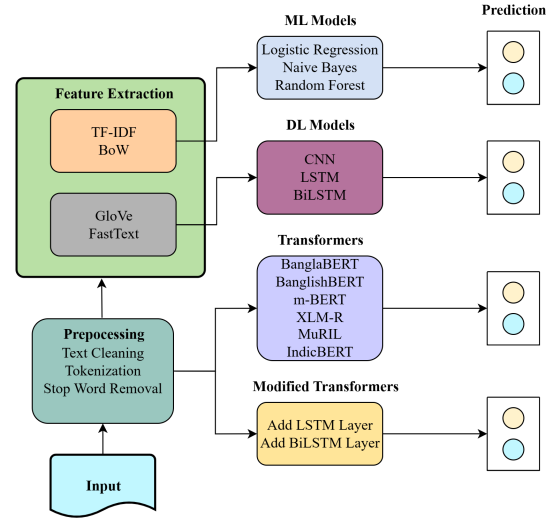 Prediction
ML Models
Logistic Regression
Naive Bayes
Random Forest
Feature Extraction
TF-IDF
BoW
GloVe
FastText
DL Models
CNN
LSTM
BiLSTM
Transformers
BanglaBERT
BanglishBERT
m-BERT
XLM-R
MuRIL
IndicBERT
Prepocessing
Text Cleaning
Tokenization
Stop Word Removal
Modified Transformers
Add LSTM Layer
Add BiLSTM Layer
Input